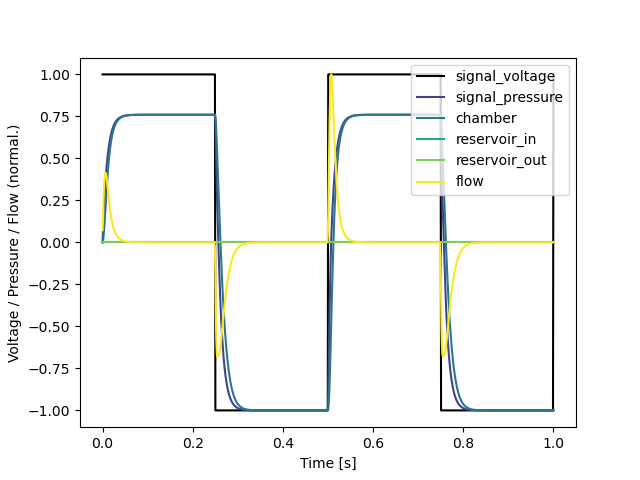 signal_voltage
signal_pressure
chamber
reservoir_in
reservoir_out
flow
Voltage / Pressure / Flow (normal.)
1.00
0.75
0.50
0.25
0.00
−0.25
−0.50
−0.75
−1.00
0.0 0.2 0.4 0.6 0.8 1.0
Time [s]